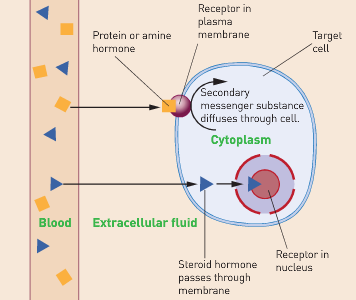 Receptor in
plasma
membrane
Protein or amine
hormone
Target
cell
Secondary
messenger substance
diffuses through cell.
Cytoplasm
Blood
Extracellular fluid
Steroid hormone
passes through
membrane
Receptor in
nucleus